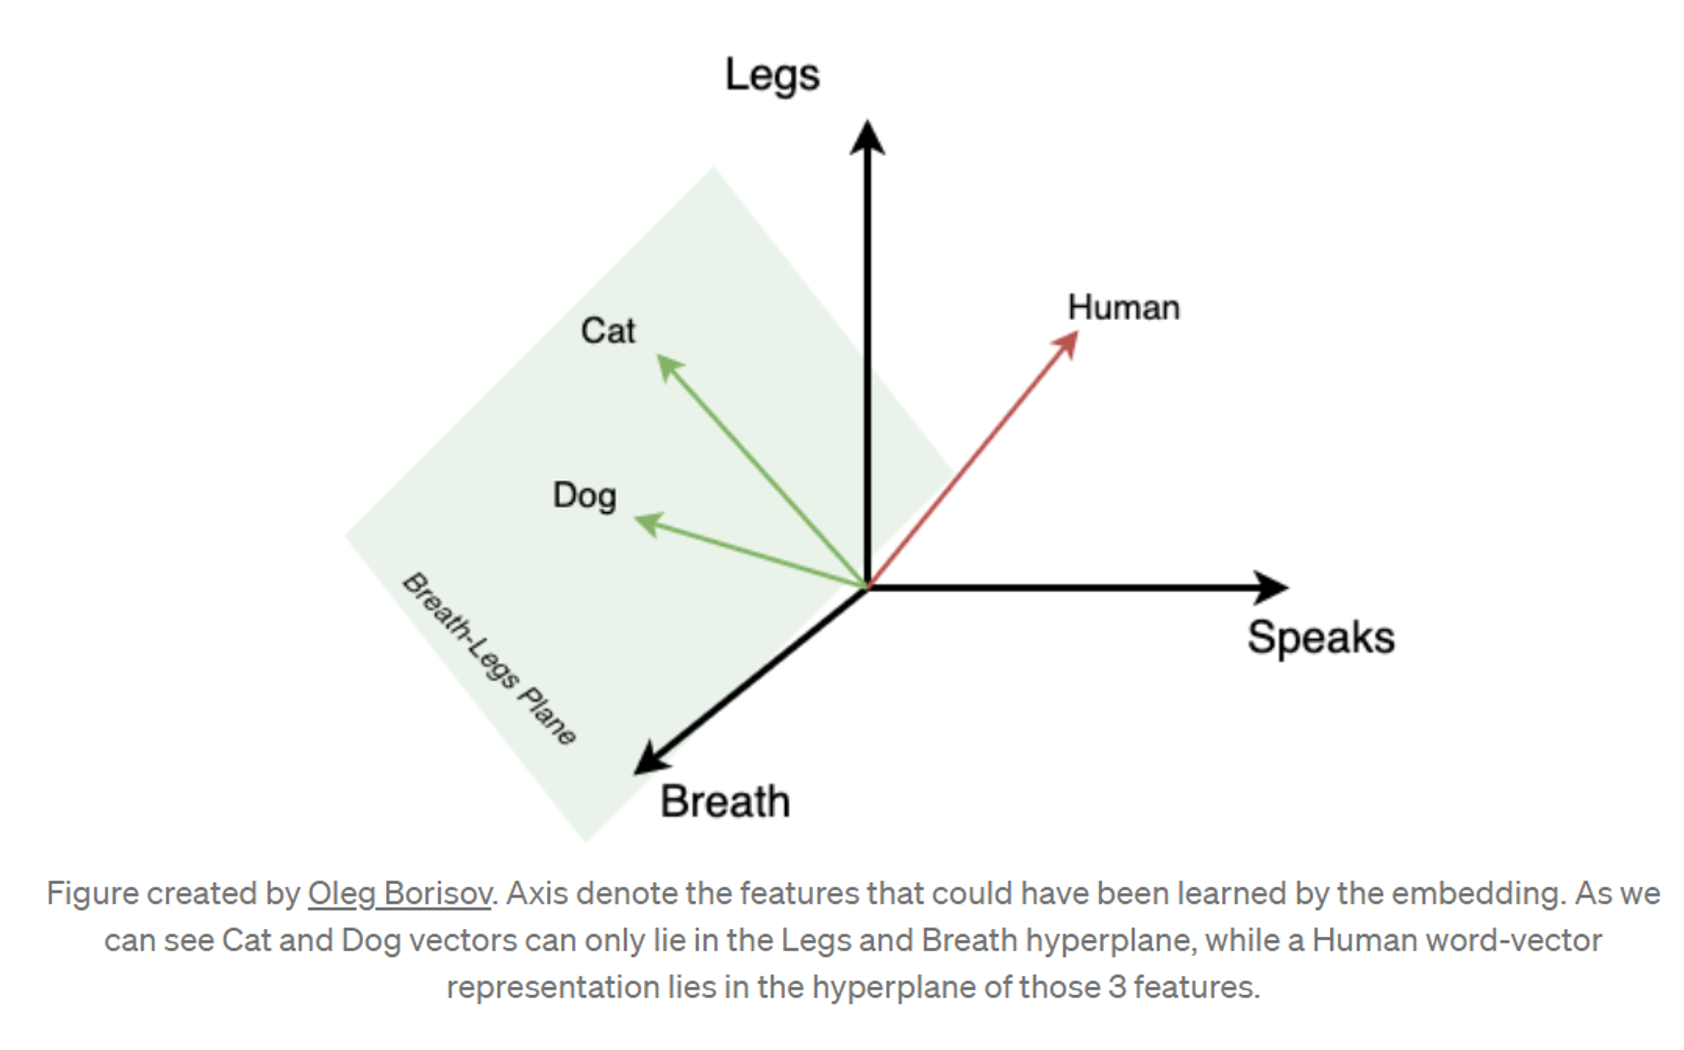 Legs
Human
Cat
Dog
Breath-Legs Plane
Speaks
Breath
Figure created by Oleg Borisov. Axis denote the features that could have been learned by the embedding. As we
can see Cat and Dog vectors can only lie in the Legs and Breath hyperplane, while a Human word-vector
representation lies in the hyperplane of those 3 features.